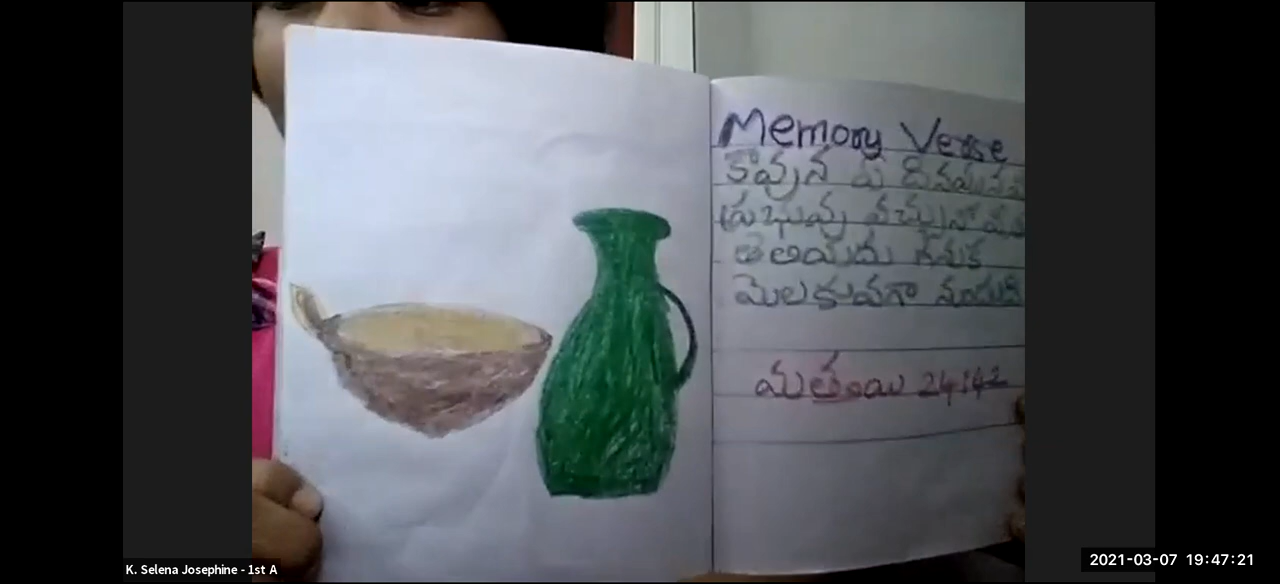 Memory Verse
కావున ఏ దినమున
ప్రభువు వచ్చునో
తెలియదు గనుక
మెలకువగా నుండుడి
మత్తయి 24:42
K. Selena Josephine - 1st A
2021-03-07 19:47:21